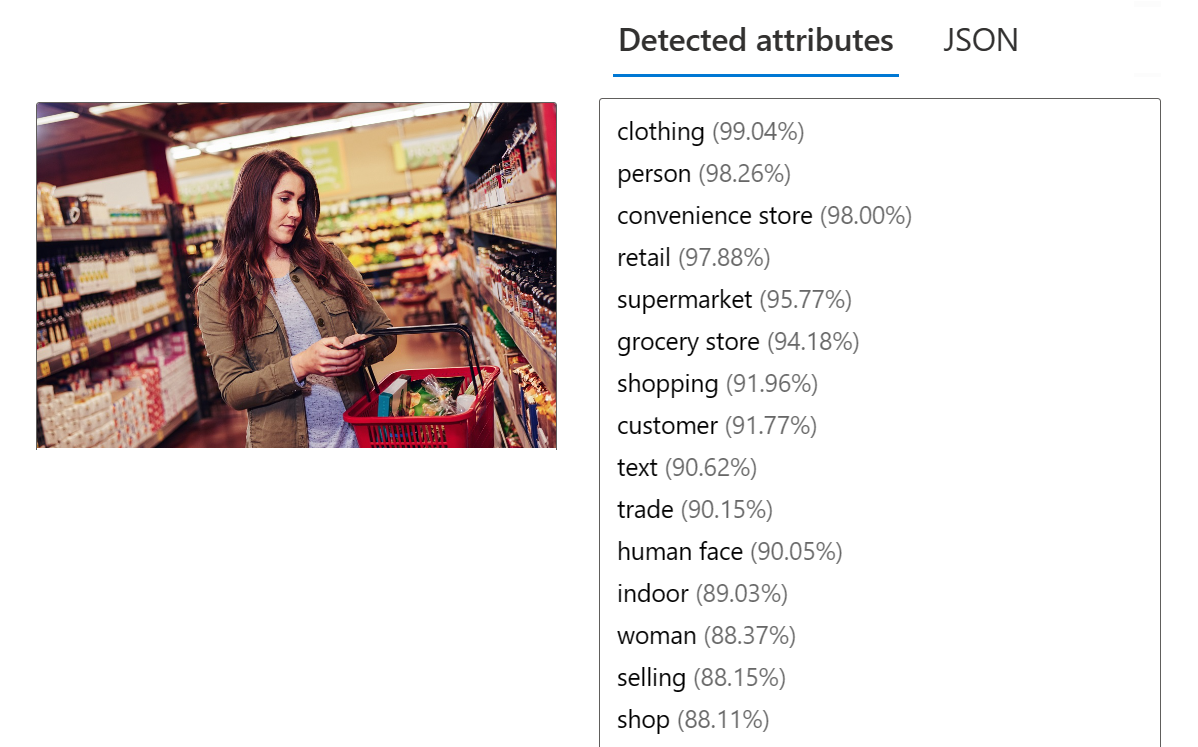 Detected attributes JSON
clothing (99.04%)
person (98.26%)
convenience store (98.00%)
retail (97.88%)
supermarket (95.77%)
grocery store (94.18%)
shopping (91.96%)
customer (91.77%)
text (90.62%)
trade (90.15%)
human face (90.05%)
indoor (89.03%)
woman (88.37%)
selling (88.15%)
shop (88.11%)